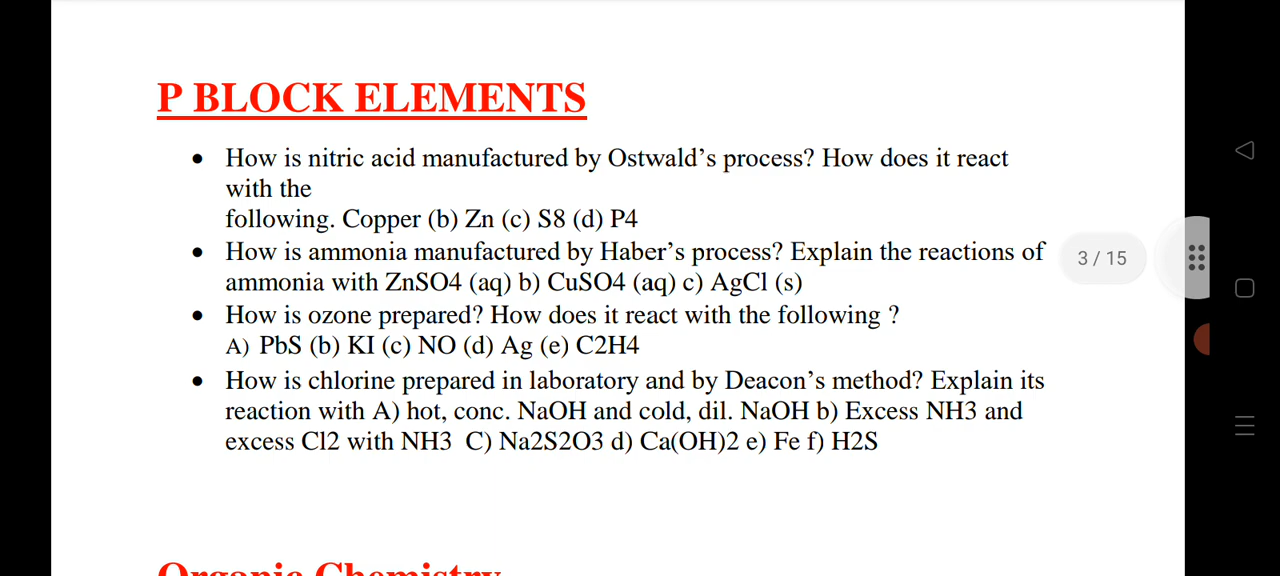 P BLOCK ELEMENTS
• How is nitric acid manufactured by Ostwald’s process? How does it react
with the
following. Copper (b) Zn (c) S8 (d) P4
• How is ammonia manufactured by Haber’s process? Explain the reactions of
ammonia with ZnSO4 (aq) b) CuSO4 (aq) c) AgCl (s)
• How is ozone prepared? How does it react with the following ?
A) PbS (b) KI (c) NO (d) Ag (e) C2H4
• How is chlorine prepared in laboratory and by Deacon’s method? Explain its
reaction with A) hot, conc. NaOH and cold, dil. NaOH b) Excess NH3 and
excess Cl2 with NH3 C) Na2S2O3 d) Ca(OH)2 e) Fe f) H2S
3 / 15
Organic Chemistry